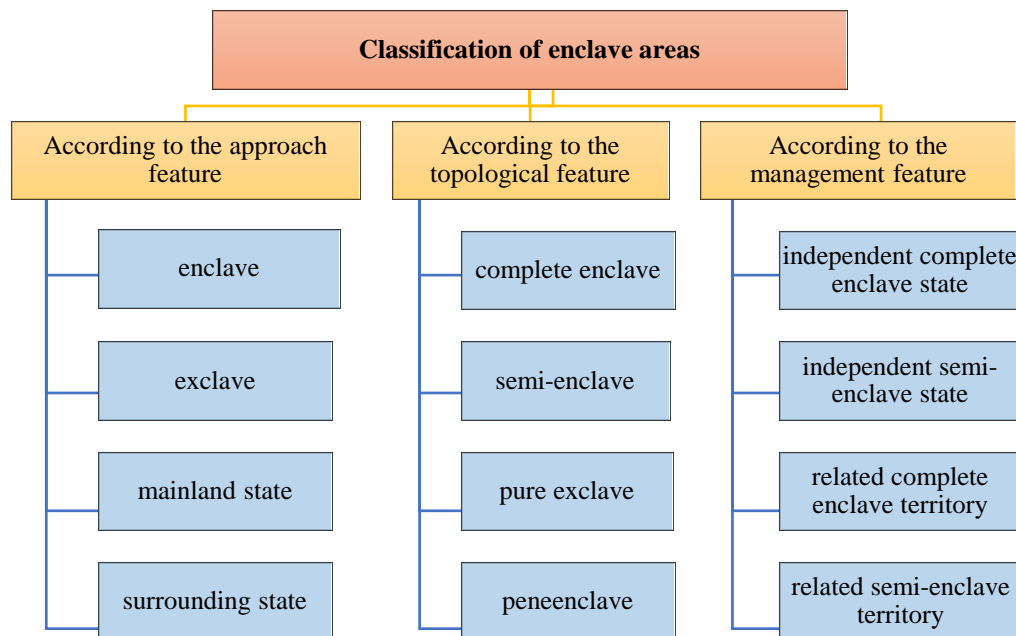 Classification of enclave areas
According to the approach
feature
enclave
exclave
mainland state
surrounding state
According to the
topological feature
complete enclave
semi-enclave
pure exclave
peneenclave
According to the
management feature
independent complete
enclave state
independent semi-
enclave state
related complete
enclave territory
related semi-enclave
territory